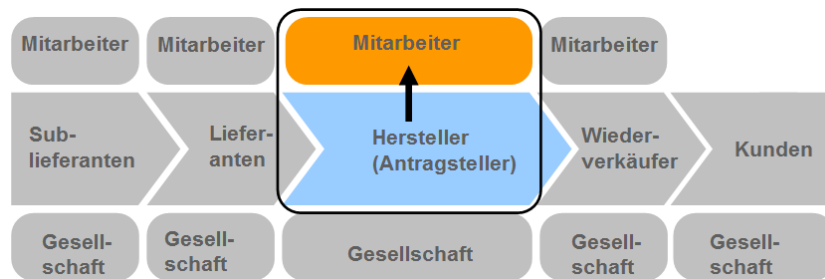 Mitarbeiter
Mitarbeiter
Mitarbeiter
Mitarbeiter
Sub-
lieferanten
Liefer-
anten
Hersteller
(Antragsteller)
Wieder-
verkäufer
Kunden
Gesell-
schaft
Gesell-
schaft
Gesellschaft
Gesell-
schaft
Gesell-
schaft